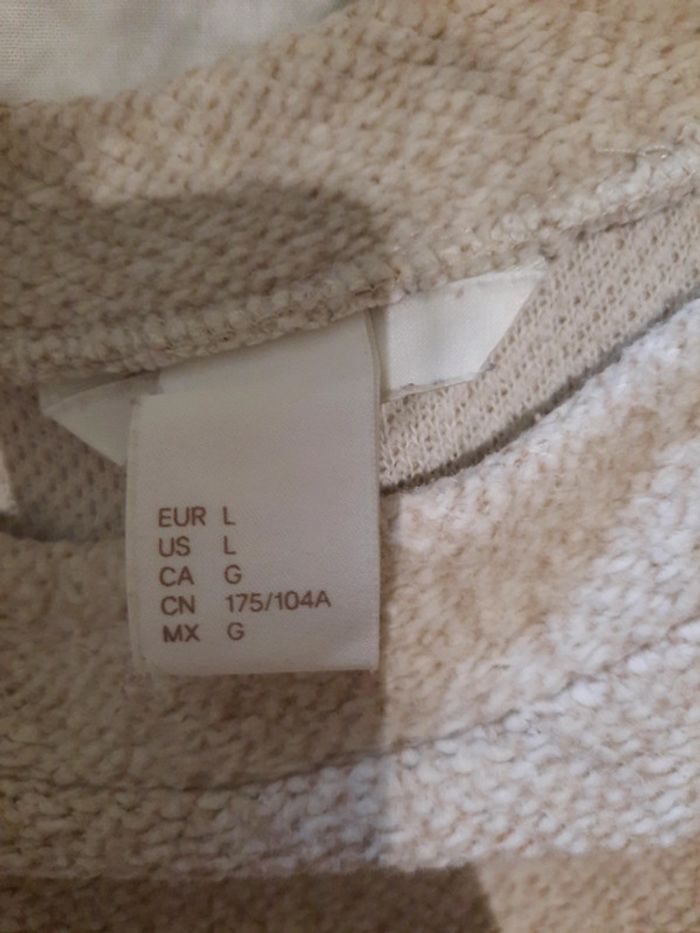 EUR L
US L
CA G
CN 175/104A
MX G